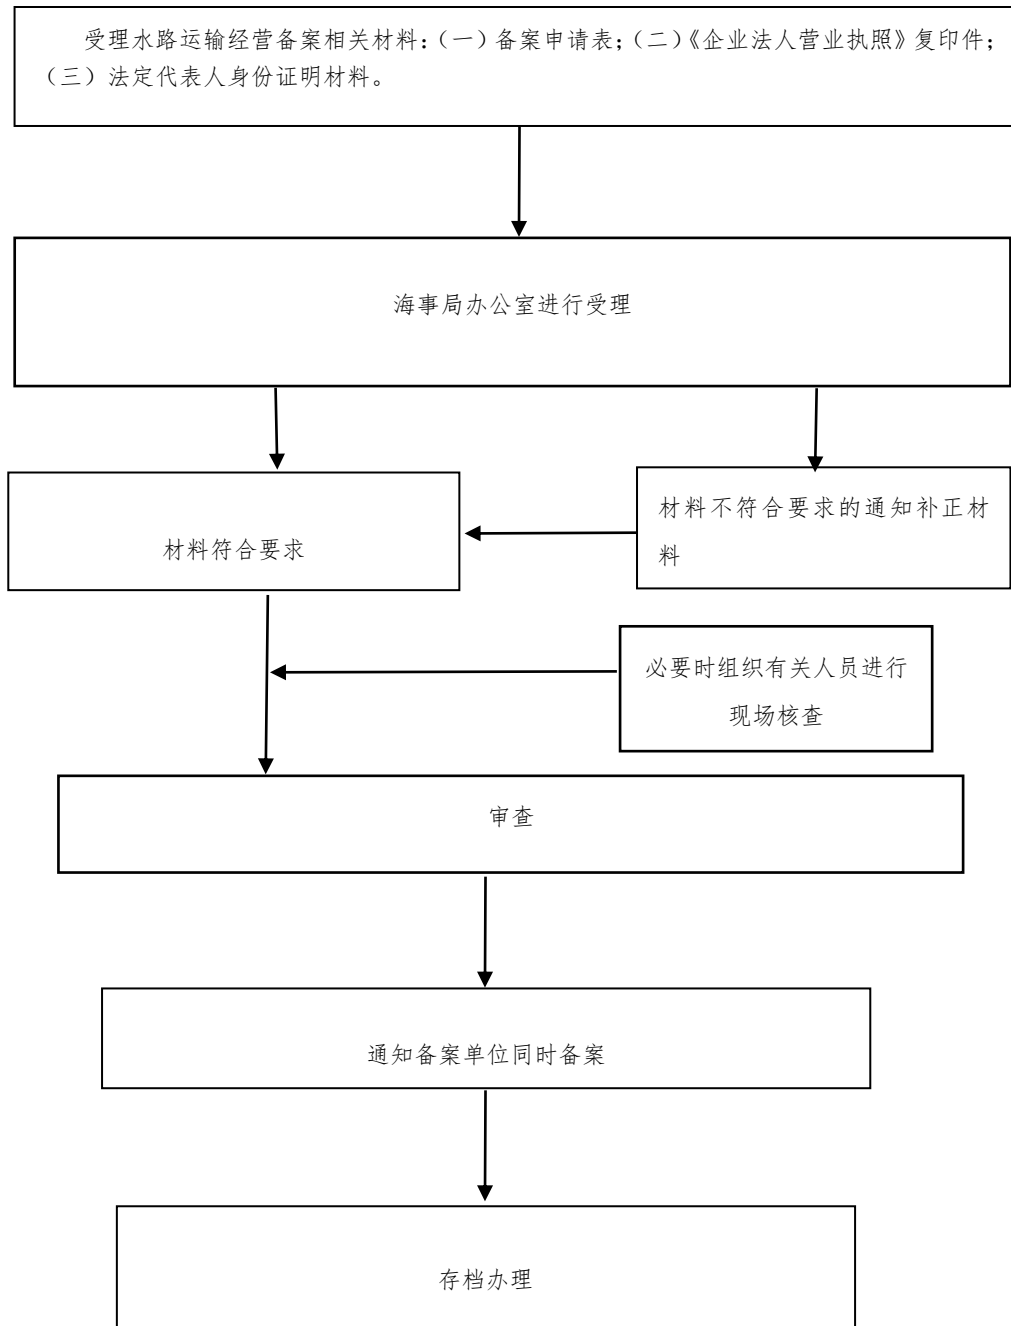 受理水路运输经营备案相关材料：（一）备案申请表；（二）《企业法人营业执照》复印件；
（三）法定代表人身份证明材料。
海事局办公室进行受理
材料符合要求
材料不符合要求的通知补正材
料
必要时组织有关人员进行
现场核查
审查
通知备案单位同时备案
存档办理